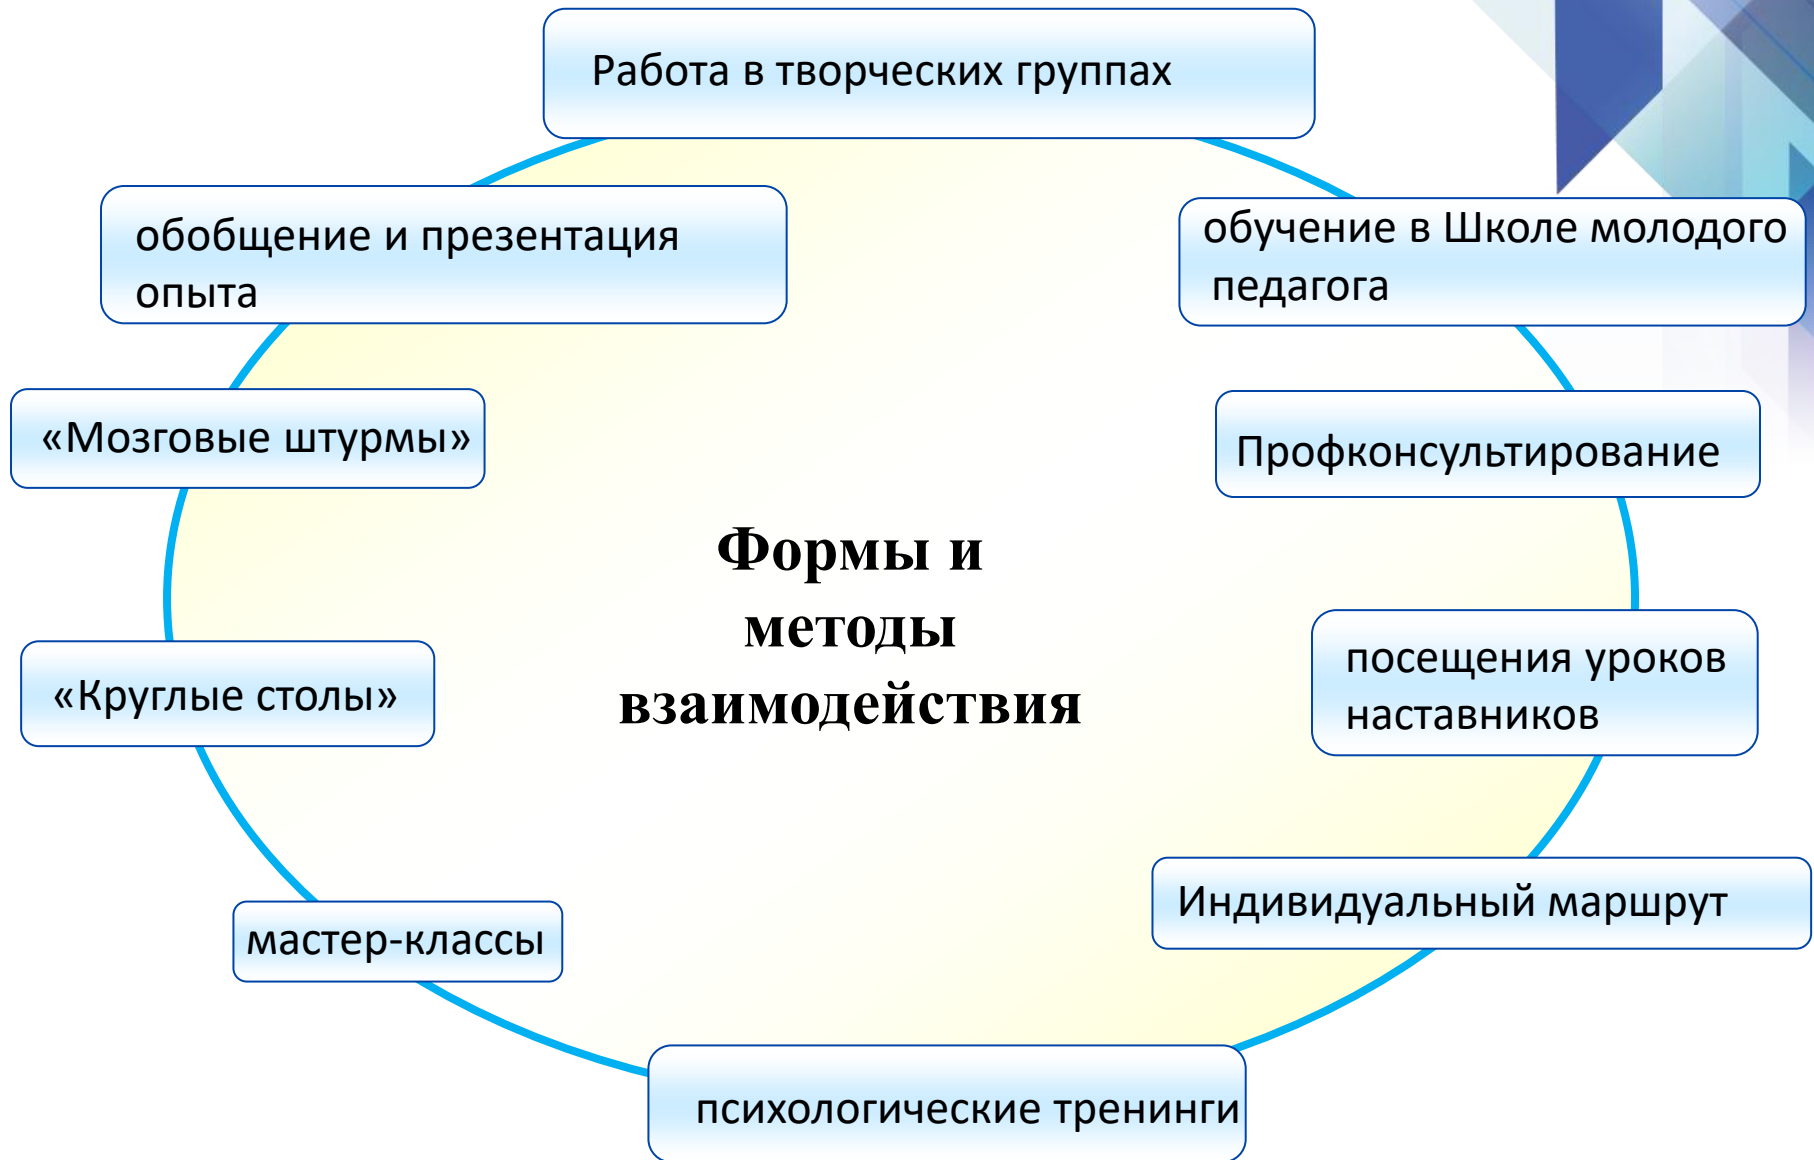 Работа в творческих группах
обобщение и презентация
опыта
обучение в Школе молодого
педагога
«Мозговые штурмы»
Профконсультирование
Формы и
методы
взаимодействия
«Круглые столы»
посещения уроков
наставников
Индивидуальный маршрут
мастер-классы
психологические тренинги